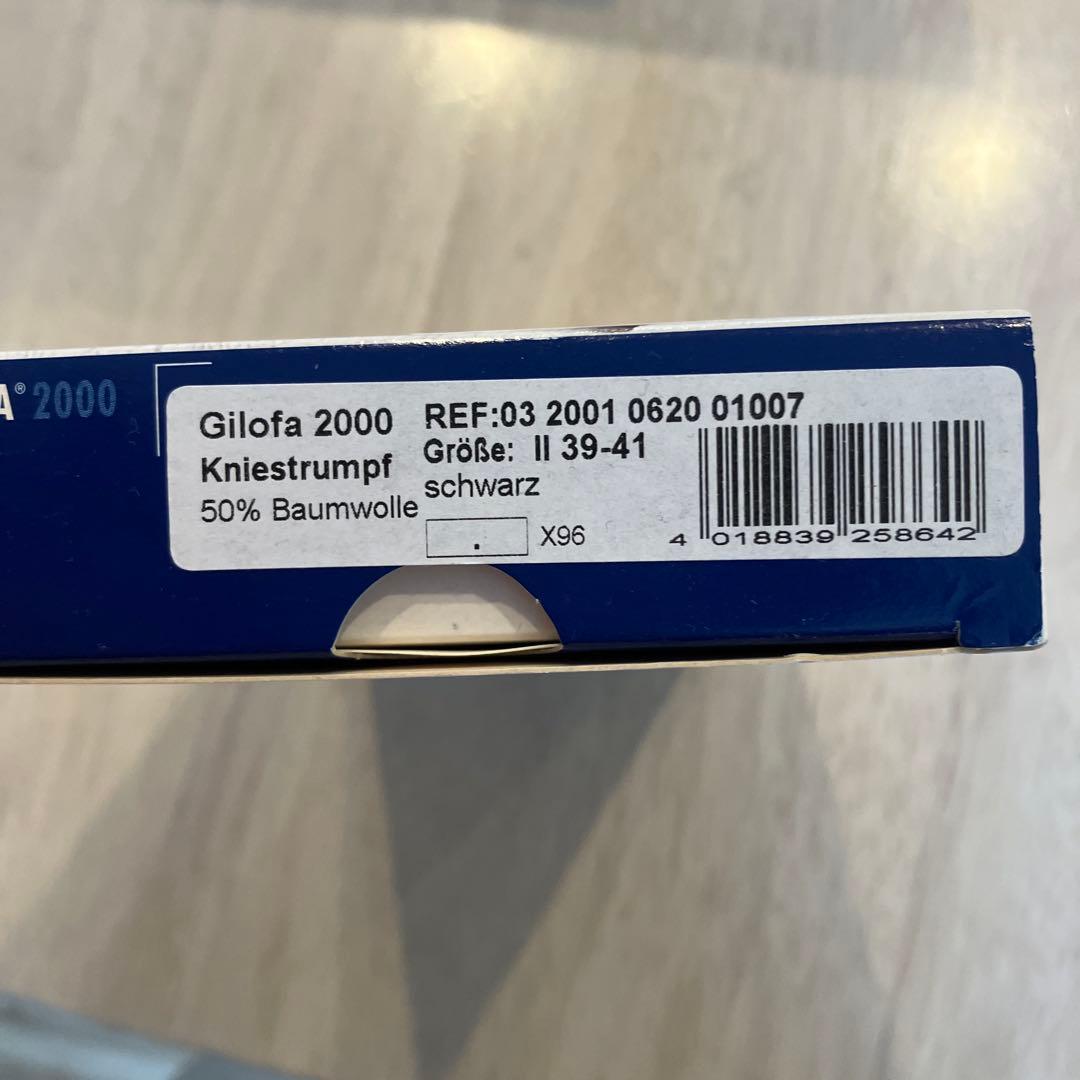 A® 2000
Gilofa 2000
Kniestrumpf
50% Baumwolle
REF:03 2001 0620 01007
Größe: II 39-41
schwarz
. X96
4 018839 258642